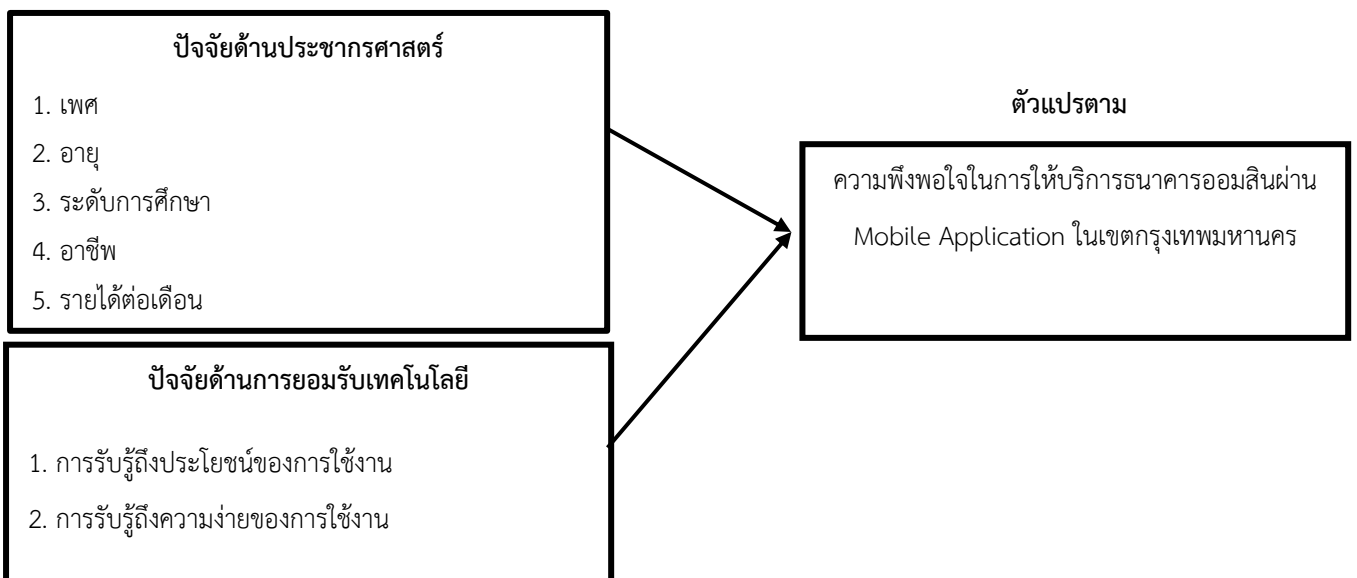 ปัจจัยด้านประชากรศาสตร์
1. เพศ
2. อายุ
3. ระดับการศึกษา
4. อาชีพ
5. รายได้ต่อเดือน
ปัจจัยด้านการยอมรับเทคโนโลยี
1. การรับรู้ถึงประโยชน์ของการใช้งาน
2. การรับรู้ถึงความง่ายของการใช้งาน
ตัวแปรตาม
ความพึงพอใจในการให้บริการธนาคารออมสินผ่าน
Mobile Application ในเขตกรุงเทพมหานคร